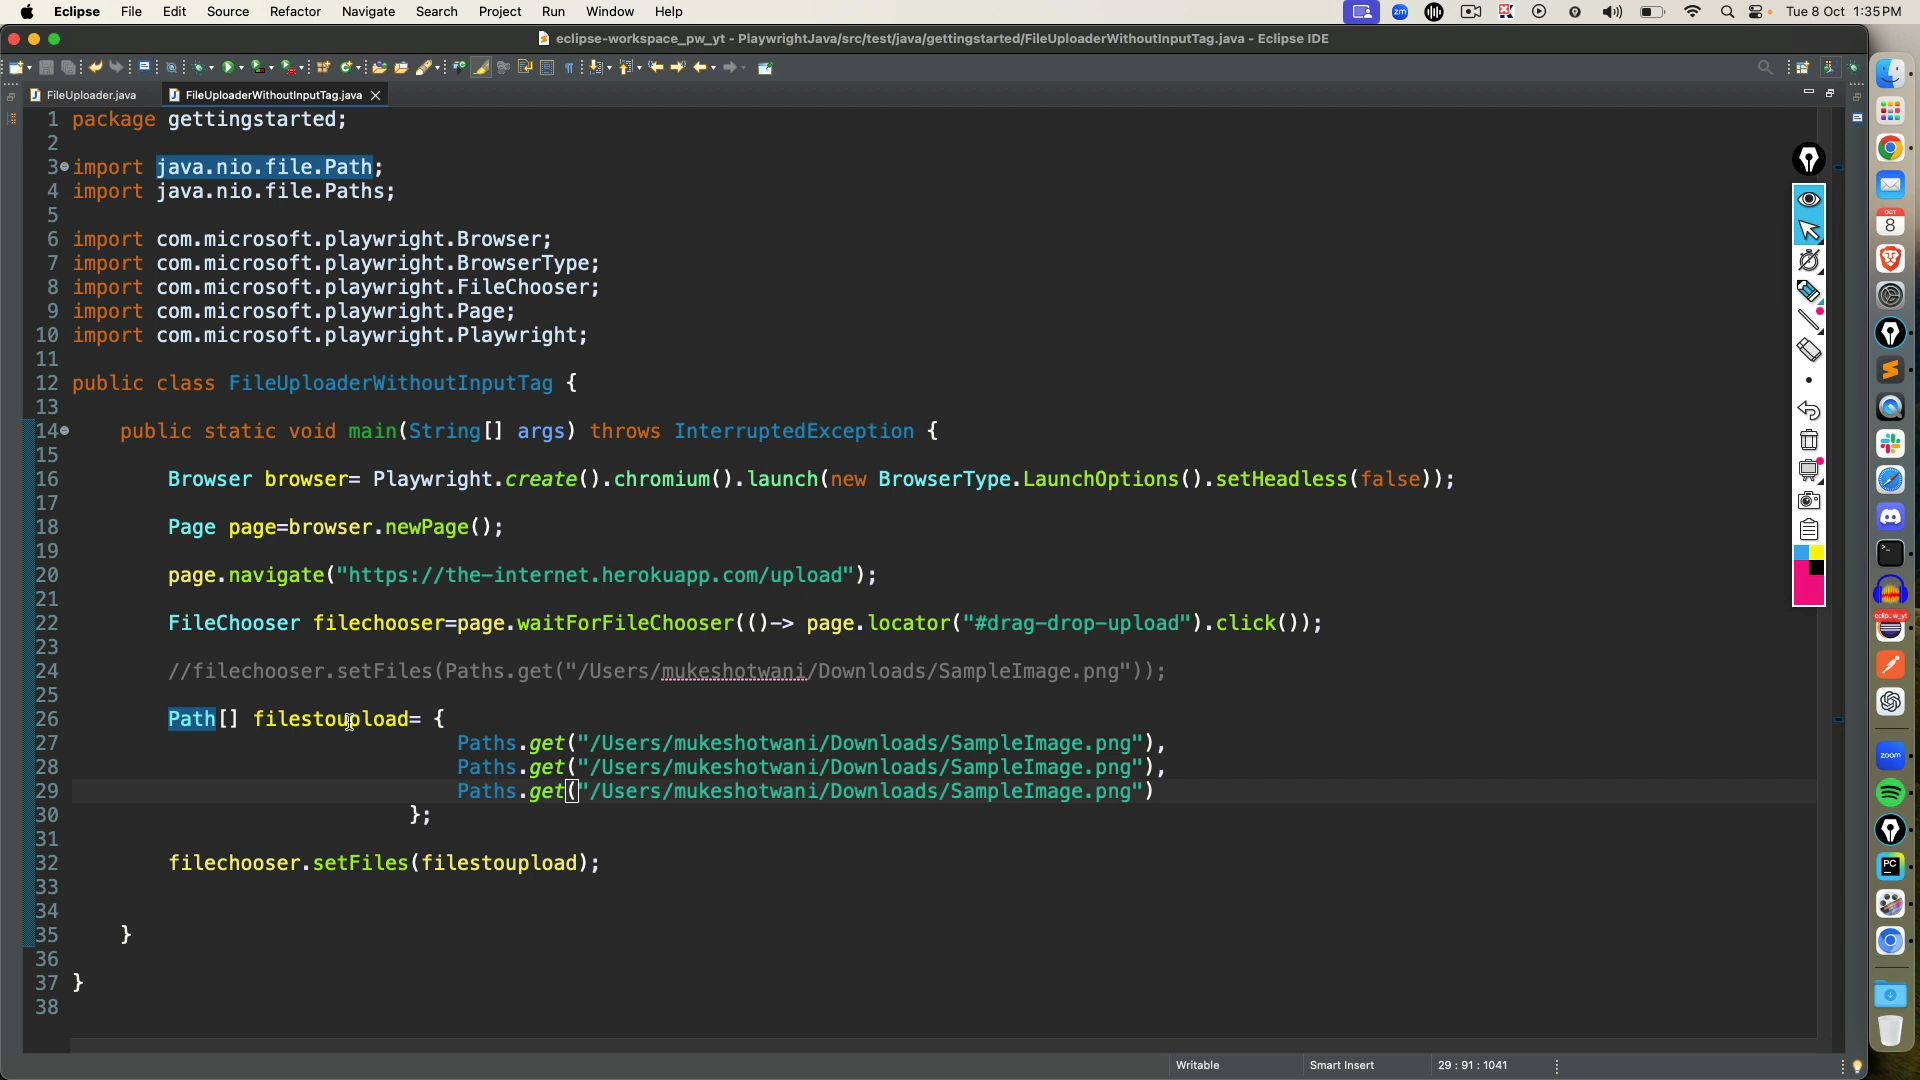 Eclipse File Edit Source Refactor Navigate Search Project Run Window Help
zm
Tue 8 Oct 1:35 PM
eclipse-workspace_pw_yt - PlaywrightJava/src/test/java/gettingstarted/FileUploaderWithoutInputTag.java - Eclipse IDE
FileUploader.java
FileUploaderWithoutInputTag.java
1 package gettingstarted;
2
3 import java.nio.file.Path;
4 import java.nio.file.Paths;
5
6 import com.microsoft.playwright.Browser;
7 import com.microsoft.playwright.BrowserType;
8 import com.microsoft.playwright.FileChooser;
9 import com.microsoft.playwright.Page;
10 import com.microsoft.playwright.Playwright;
11
12 public class FileUploaderWithoutInputTag {
13
14 public static void main(String[] args) throws InterruptedException {
15
16 Browser browser= Playwright.create().chromium().launch(new BrowserType.LaunchOptions().setHeadless(false));
17
18 Page page=browser.newPage();
19
20 page.navigate("https://the-internet.herokuapp.com/upload");
21
22 FileChooser filechooser=page.waitForFileChooser(()-> page.locator("#drag-drop-upload").click());
23
24 //filechooser.setFiles(Paths.get("/Users/mukeshotwani/Downloads/SampleImage.png"));
25
26 Path[] filestoupload= {
27 Paths.get("/Users/mukeshotwani/Downloads/SampleImage.png"),
28 Paths.get("/Users/mukeshotwani/Downloads/SampleImage.png"),
29 Paths.get("/Users/mukeshotwani/Downloads/SampleImage.png")
30 };
31
32 filechooser.setFiles(filestoupload);
33
34
35 }
36
37 }
38
OCT
8
eclip..w_yt
zoom
PC
Writable
Smart Insert
29 : 91 : 1041